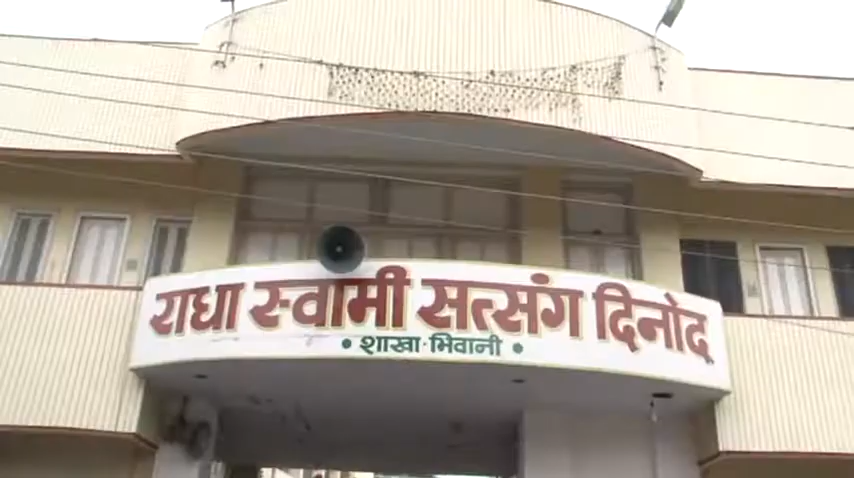 राधा स्वामी सत्संग दिनोद
• शाखा भिवानी •